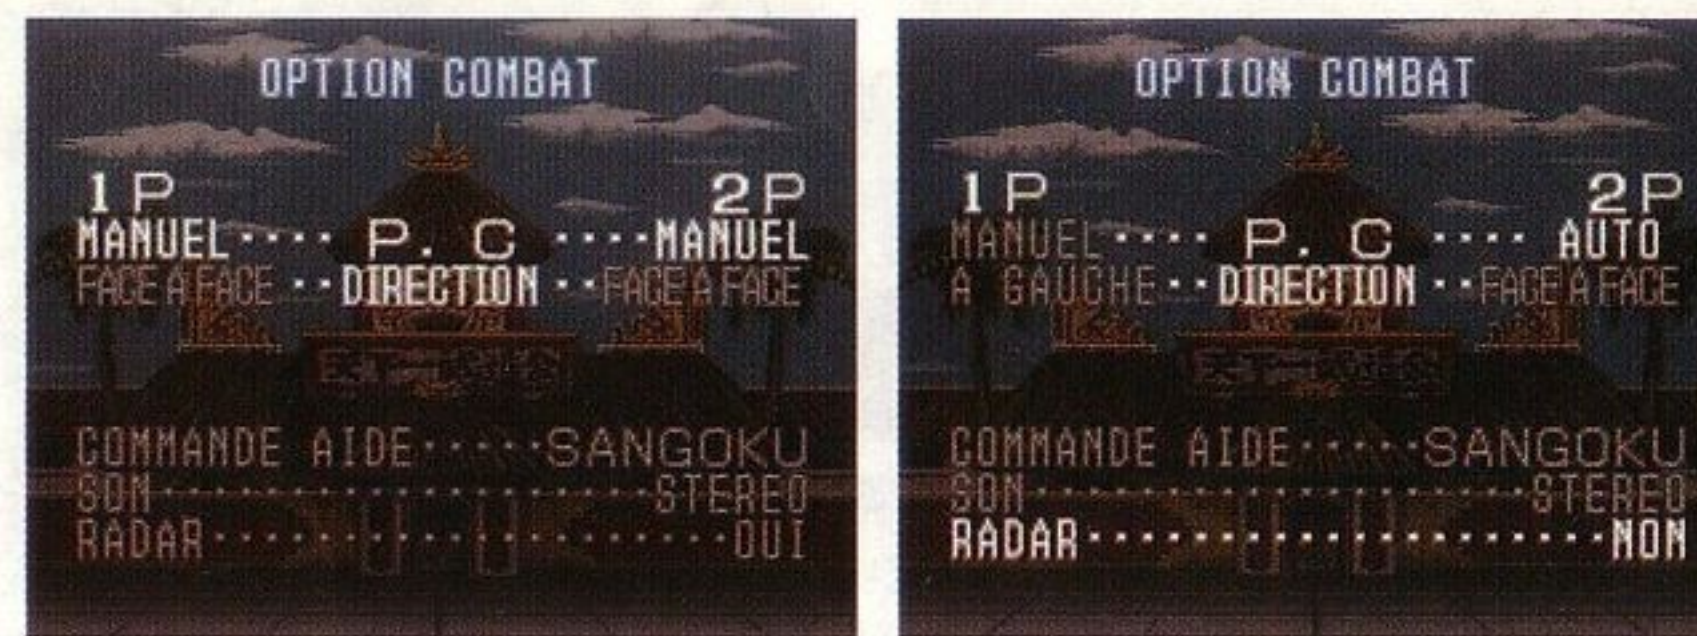 OPTION COMBAT
1P 2P
MANUEL···· P. C ····MANUEL
FACE A FACE ··DIRECTION ··FACE A FACE
COMMANDE AIDE·····SANGOKU
SON···················STEREO
RADAR····················OUI
OPTION COMBAT
1P 2P
MANUEL···· P. C ···· AUTO
A GAUCHE··DIRECTION ··FACE A FACE
COMMANDE AIDE·····SANGOKU
SON···················STEREO
RADAR····················NON